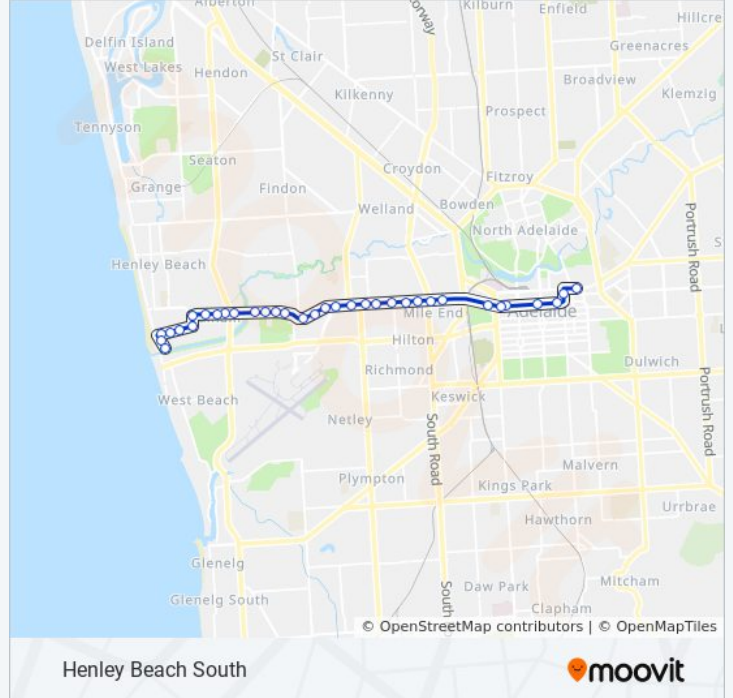 Alberton
Kilburn
Enfield
Hillcre
Delfin Island
orway
St Clair
Greenacres
West Lakes
Hendon
Broadview
Kilkenny
Klemzig
Prospect
Tennyson
Seaton
Croydon
Grange
Findon
Fitzroy
Welland
Bowden
Portrush Road
North Adelaide
S
Henley Beach
Mile End
Adelaide
Hilton
Richmond
Dulwich
West Beach
Keswick
Portrush Road
Netley
South Road
Malvern
Plympton
Kings Park
Urrbrae
Hawthorn
Glenelg
Daw Park
Mitcham
Glenelg South
South
Clapham
© OpenStreetMap contributors | © OpenMapTiles
Henley Beach South
moovit